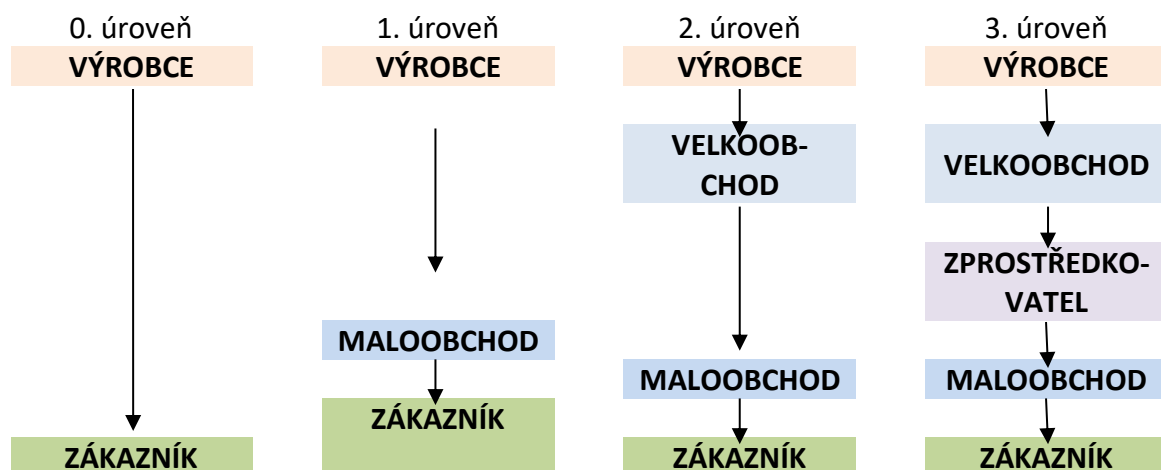 0. úroveň
VÝROBCE
ZÁKAZNÍK
1. úroveň
VÝROBCE
MALOOBCHOD
ZÁKAZNÍK
2. úroveň
VÝROBCE
VELKOOB-
CHOD
MALOOBCHOD
ZÁKAZNÍK
3. úroveň
VÝROBCE
VELKOOBCHOD
ZPROSTŘEDKO-
VATEL
MALOOBCHOD
ZÁKAZNÍK